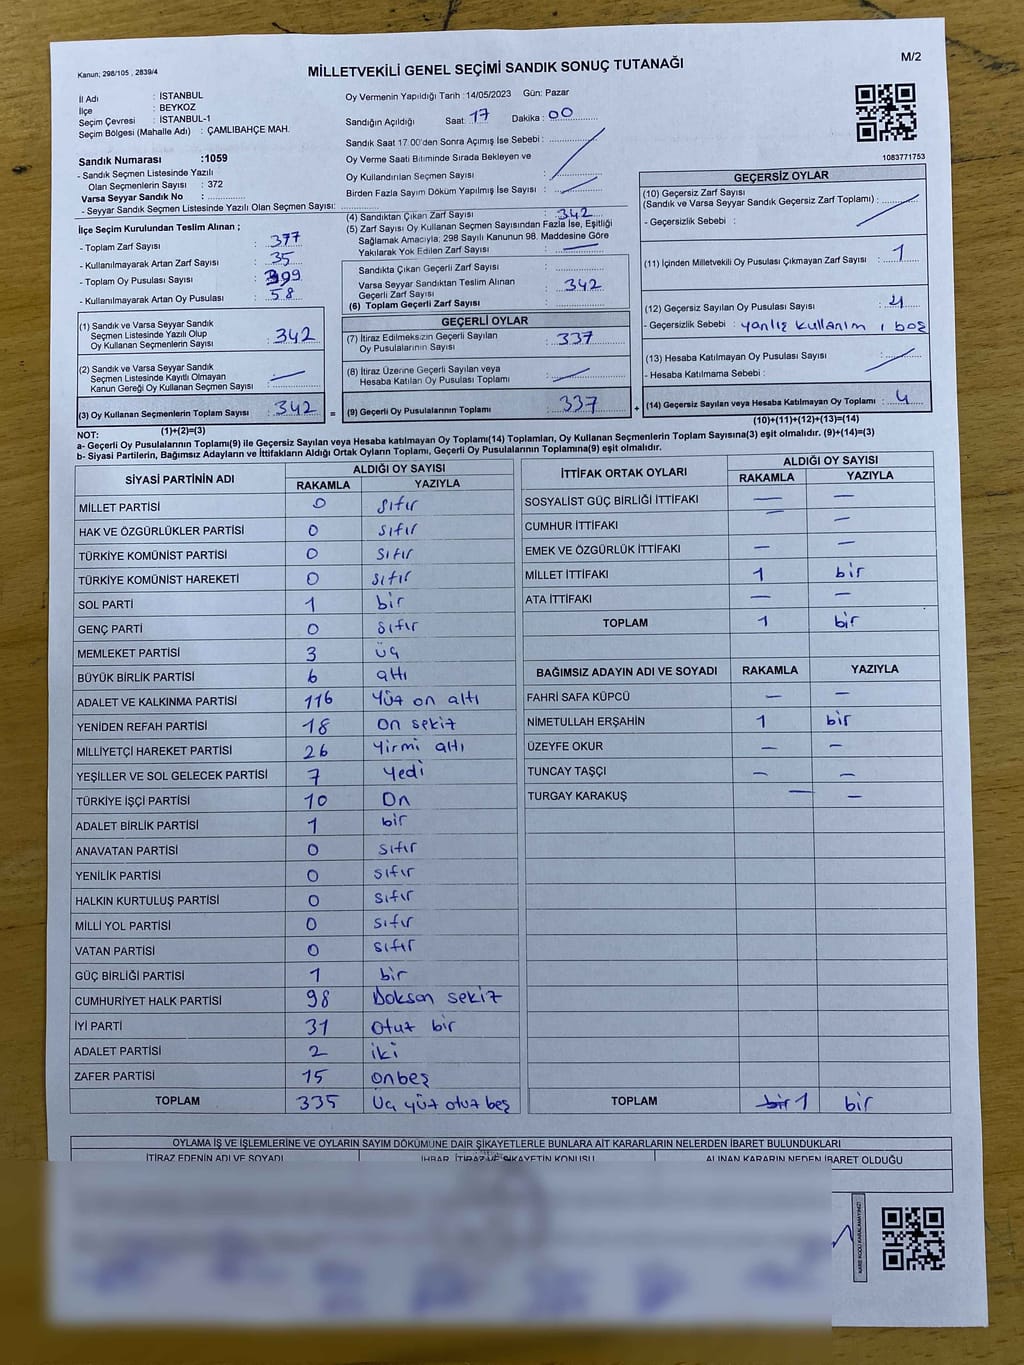 Kanun; 298/105 , 2839/4
MİLLETVEKİLİ GENEL SEÇİMİ SANDIK SONUÇ TUTANAĞI
M/2
İl Adı : İSTANBUL
İlçe : BEYKOZ
Seçim Çevresi : İSTANBUL-1
Seçim Bölgesi (Mahalle Adı) : ÇAMLIBAHÇE MAH.
Sandık Numarası :1059
- Sandık Seçmen Listesinde Yazılı
Olan Seçmenlerin Sayısı : 372
Varsa Seyyar Sandık No :
- Seyyar Sandık Seçmen Listesinde Yazılı Olan Seçmen Sayısı:
Oy Vermenin Yapıldığı Tarih :14/05/2023 Gün: Pazar
Sandığın Açıldığı Saat: 17 Dakika : 00
Sandık Saat 17.00'den Sonra Açımış İse Sebebi :
Oy Verme Saati Bitiminde Sırada Bekleyen ve
Oy Kullandırılan Seçmen Sayısı :
Birden Fazla Sayım Döküm Yapılmış İse Sayısı :
1083771753
İlçe Seçim Kurulundan Teslim Alınan ;
- Toplam Zarf Sayısı : 377
- Kullanılmayarak Artan Zarf Sayısı : 35
- Toplam Oy Pusulası Sayısı : 399
- Kullanılmayarak Artan Oy Pusulası : 58
(4) Sandıktan Çıkan Zarf Sayısı : 342
(5) Zarf Sayısı Oy Kullanan Seçmen Sayısından Fazla İse, Eşitliği
Sağlamak Amacıyla, 298 Sayılı Kanunun 98. Maddesine Göre
Yakılarak Yok Edilen Zarf Sayısı :
Sandıkta Çıkan Geçerli Zarf Sayısı :
Varsa Seyyar Sandıktan Teslim Alınan
Geçerli Zarf Sayısı : 342
(6) Toplam Geçerli Zarf Sayısı :
GEÇERSİZ OYLAR
(10) Geçersiz Zarf Sayısı
(Sandık ve Varsa Seyyar Sandık Geçersiz Zarf Toplamı) :
- Geçersizlik Sebebi :
(11) İçinden Milletvekili Oy Pusulası Çıkmayan Zarf Sayısı : 1
(12) Geçersiz Sayılan Oy Pusulası Sayısı : 4
- Geçersizlik Sebebi : yanlış kullanım , boş
(13) Hesaba Katılmayan Oy Pusulası Sayısı :
- Hesaba Katılmama Sebebi :
(14) Geçersiz Sayılan veya Hesaba Katılmayan Oy Toplamı : 4
(10)+(11)+(12)+(13)=(14)
(1) Sandık ve Varsa Seyyar Sandık
Seçmen Listesinde Yazılı Olup
Oy Kullanan Seçmenlerin Sayısı : 342
(2) Sandık ve Varsa Seyyar Sandık
Seçmen Listesinde Kayıtlı Olmayan
Kanun Gereği Oy Kullanan Seçmen Sayısı :
(3) Oy Kullanan Seçmenlerin Toplam Sayısı : 342 =
(1)+(2)=(3)
GEÇERLİ OYLAR
(7) İtiraz Edilmeksizin Geçerli Sayılan
Oy Pusulalarının Sayısı : 337
(8) İtiraz Üzerine Geçerli Sayılan veya
Hesaba Katılan Oy Pusulası Toplamı :
(9) Geçerli Oy Pusulalarının Toplamı : 337 +
NOT:
a- Geçerli Oy Pusulalarının Toplamı(9) ile Geçersiz Sayılan veya Hesaba katılmayan Oy Toplamı(14) Toplamları, Oy Kullanan Seçmenlerin Toplam Sayısına(3) eşit olmalıdır. (9)+(14)=(3)
b- Siyasi Partilerin, Bağımsız Adayların ve İttifakların Aldığı Ortak Oyların Toplamı, Geçerli Oy Pusulalarının Toplamına(9) eşit olmalıdır.
SİYASİ PARTİNİN ADI ALDIĞI OY SAYISI
RAKAMLA YAZIYLA
MİLLET PARTİSİ 0 sıfır
HAK VE ÖZGÜRLÜKLER PARTİSİ 0 sıfır
TÜRKİYE KOMÜNİST PARTİSİ 0 sıfır
TÜRKİYE KOMÜNİST HAREKETİ 0 sıfır
SOL PARTİ 1 bir
GENÇ PARTİ 0 sıfır
MEMLEKET PARTİSİ 3 üç
BÜYÜK BİRLİK PARTİSİ 6 altı
ADALET VE KALKINMA PARTİSİ 116 yüz on altı
YENİDEN REFAH PARTİSİ 18 on sekiz
MİLLİYETÇİ HAREKET PARTİSİ 26 yirmi altı
YEŞİLLER VE SOL GELECEK PARTİSİ 7 yedi
TÜRKİYE İŞÇİ PARTİSİ 10 on
ADALET BİRLİK PARTİSİ 1 bir
ANAVATAN PARTİSİ 0 sıfır
YENİLİK PARTİSİ 0 sıfır
HALKIN KURTULUŞ PARTİSİ 0 sıfır
MİLLİ YOL PARTİSİ 0 sıfır
VATAN PARTİSİ 0 sıfır
GÜÇ BİRLİĞİ PARTİSİ 1 bir
CUMHURİYET HALK PARTİSİ 98 Doksan sekiz
İYİ PARTİ 31 otuz bir
ADALET PARTİSİ 2 iki
ZAFER PARTİSİ 15 onbeş
TOPLAM 335 Üç yüz otuz beş
İTTİFAK ORTAK OYLARI ALDIĞI OY SAYISI
RAKAMLA YAZIYLA
SOSYALİST GÜÇ BİRLİĞİ İTTİFAKI — —
CUMHUR İTTİFAKI — —
EMEK VE ÖZGÜRLÜK İTTİFAKI — —
MİLLET İTTİFAKI 1 bir
ATA İTTİFAKI — —
TOPLAM 1 bir
BAĞIMSIZ ADAYIN ADI VE SOYADI RAKAMLA YAZIYLA
FAHRİ SAFA KÜPCÜ — —
NİMETULLAH ERŞAHİN 1 bir
ÜZEYFE OKUR — —
TUNCAY TAŞÇI — —
TURGAY KARAKUŞ — —
TOPLAM bir 1 bir
OYLAMA İŞ VE İŞLEMLERİNE VE OYLARIN SAYIM DÖKÜMÜNE DAİR ŞİKAYETLERLE BUNLARA AİT KARARLARIN NELERDEN İBARET BULUNDUKLARI
İTİRAZ EDENİN ADI VE SOYADI İHBAR, İTİRAZ VE ŞİKAYETİN KONUSU ALINAN KARARIN NEDEN İBARET OLDUĞU
KARE KODU KARALAMAYINIZ!